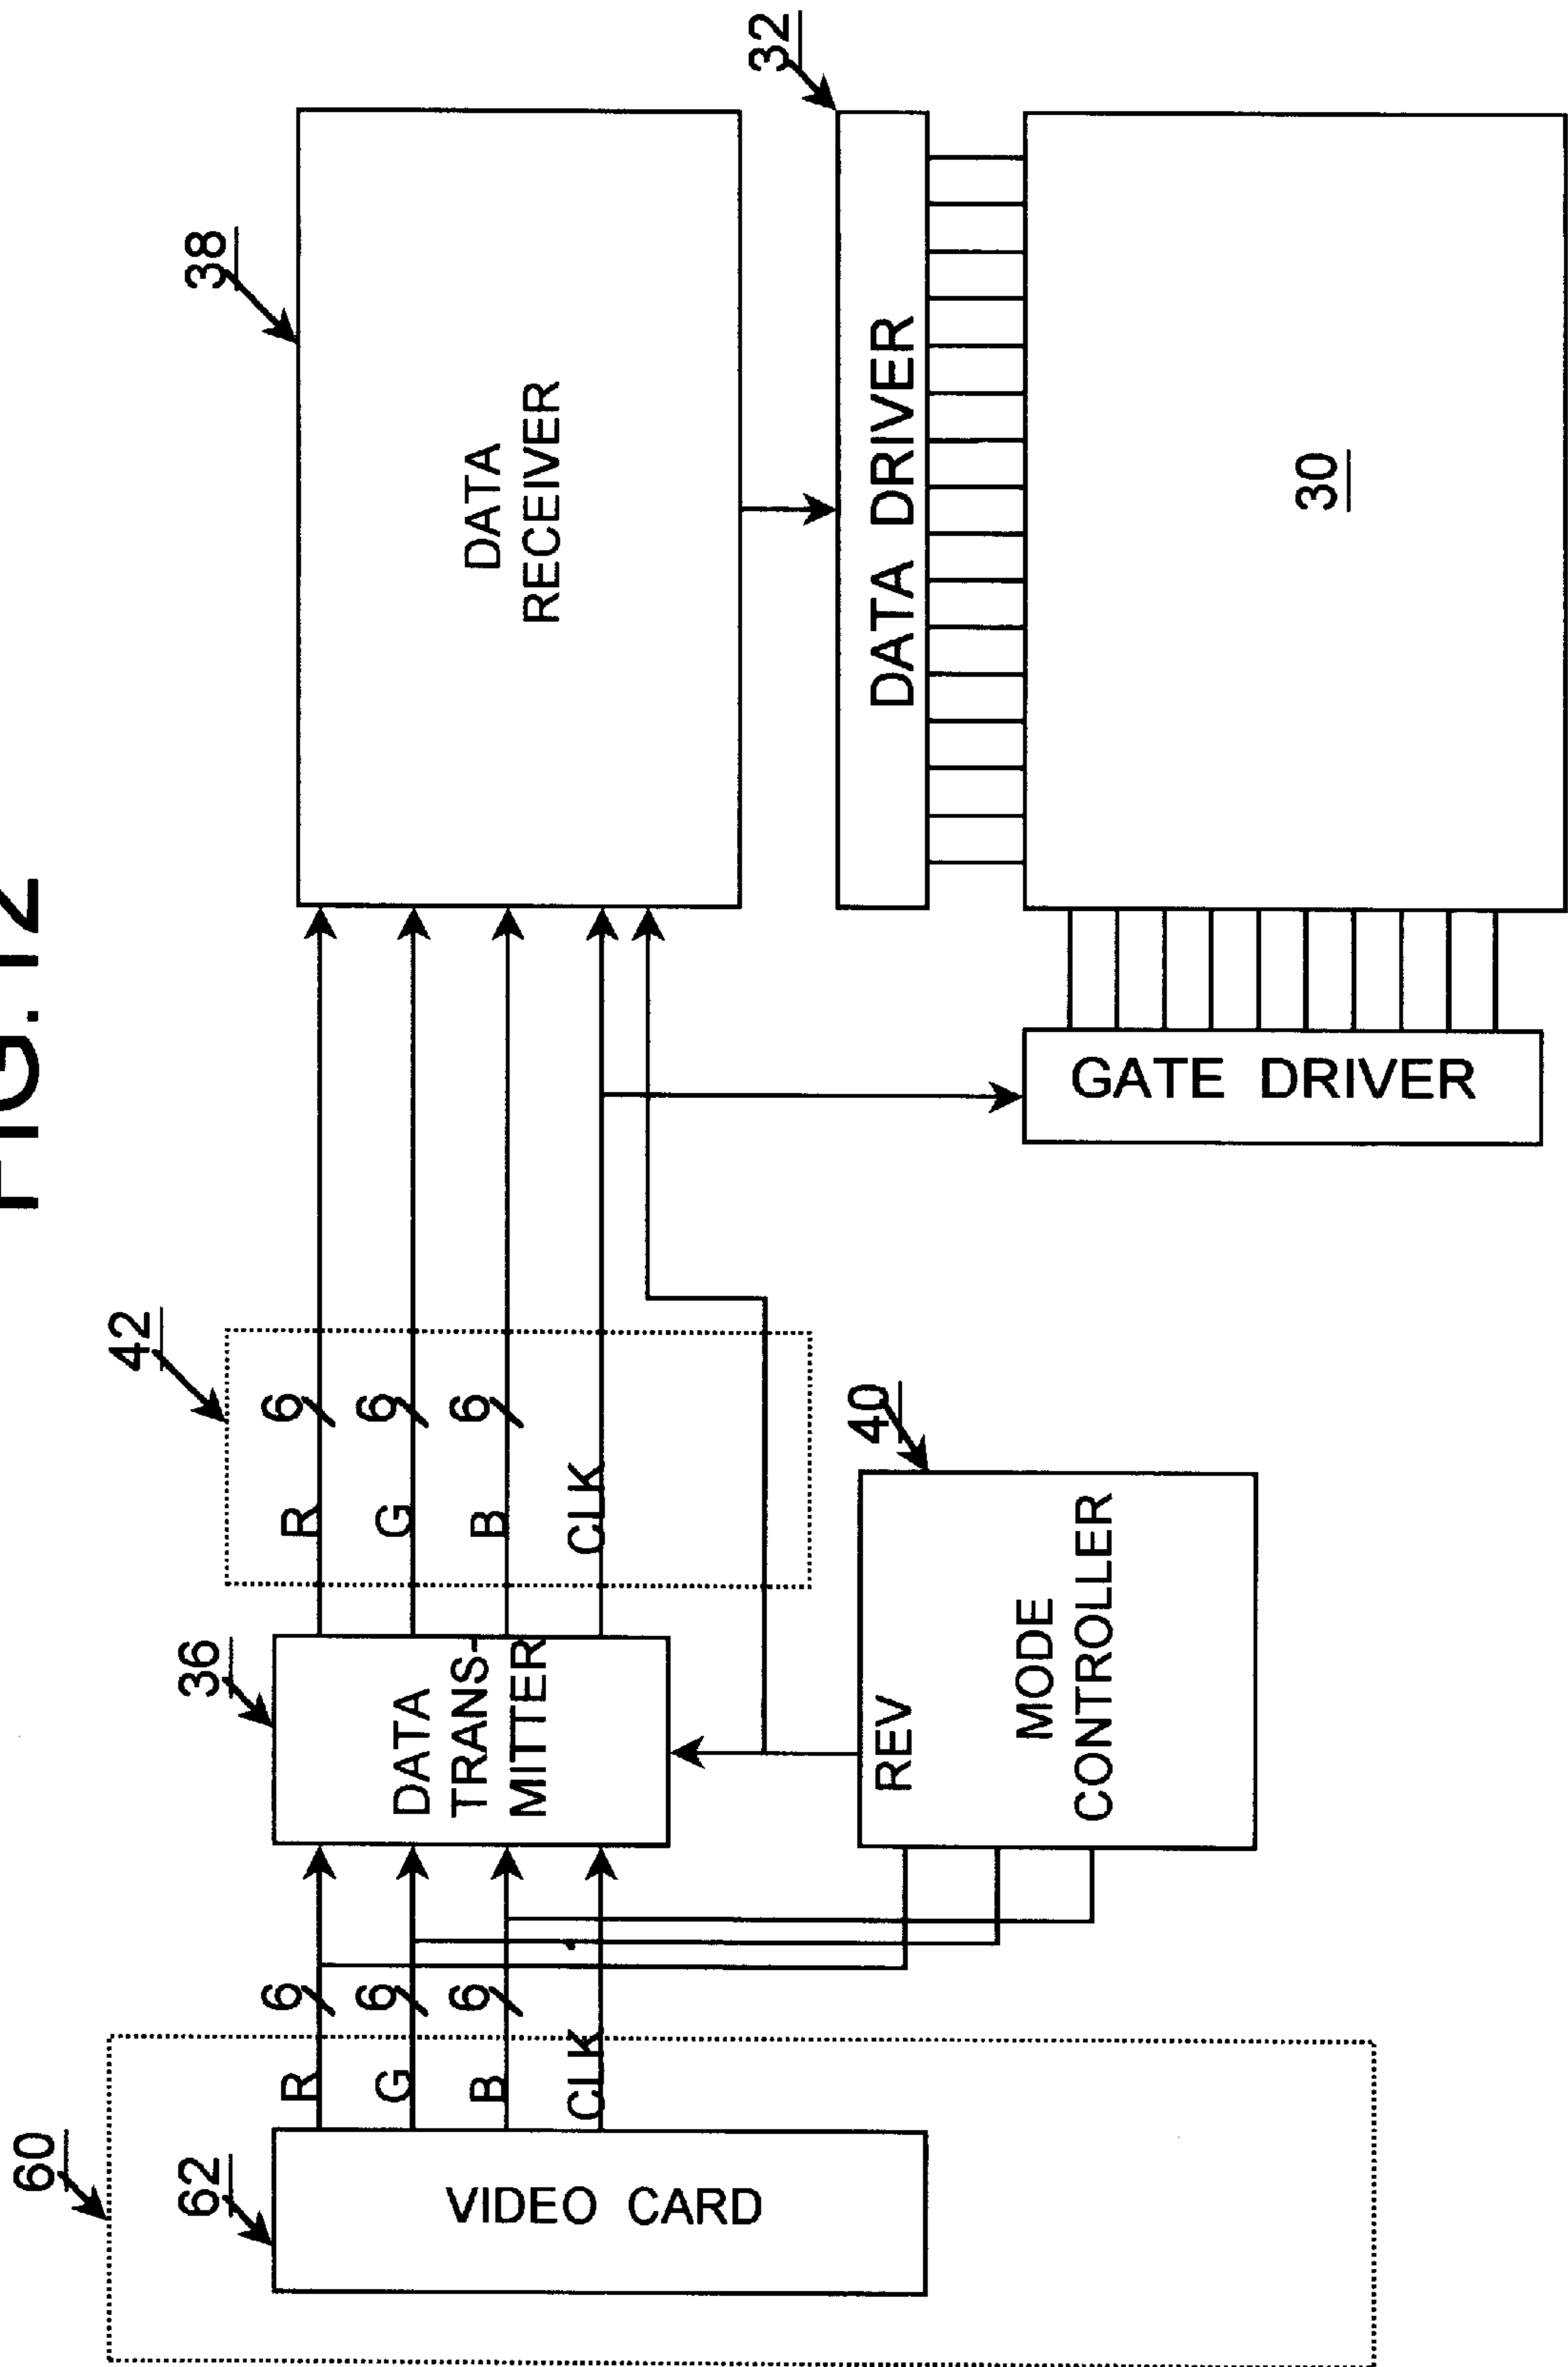 FIG.12
60
62
VIDEO CARD
R
6
G
6
B
6
CLK
36
DATA
TRANS-
MITTER
42
R
6
G
6
B
6
CLK
40
REV
MODE
CONTROLLER
38
DATA
RECEIVER
32
DATA DRIVER
GATE DRIVER
30